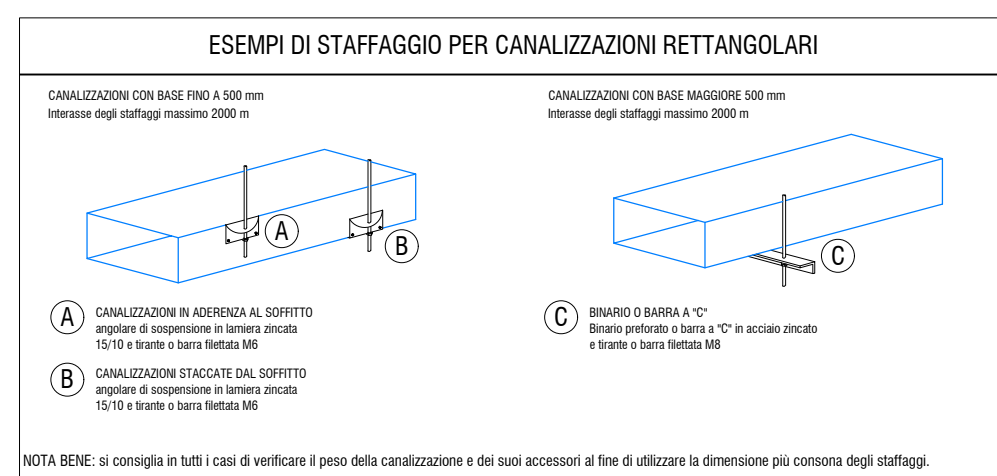 ESEMPI DI STAFFAGGIO PER CANALIZZAZIONI RETTANGOLARI
CANALIZZAZIONI CON BASE FINO A 500 mm
Interasse degli staffaggi massimo 2000 m
A
B
A
CANALIZZAZIONI IN ADERENZA AL SOFFITTO
angolare di sospensione in lamiera zincata
15/10 e tirante o barra filettata M6
B
CANALIZZAZIONI STACCATE DAL SOFFITTO
angolare di sospensione in lamiera zincata
15/10 e tirante o barra filettata M6
CANALIZZAZIONI CON BASE MAGGIORE 500 mm
Interasse degli staffaggi massimo 2000 m
C
C
BINARIO O BARRA A "C"
Binario preforato o barra a "C" in acciaio zincato
e tirante o barra filettata M8
NOTA BENE: si consiglia in tutti i casi di verificare il peso della canalizzazione e dei suoi accessori al fine di utilizzare la dimensione più consona degli staffaggi.